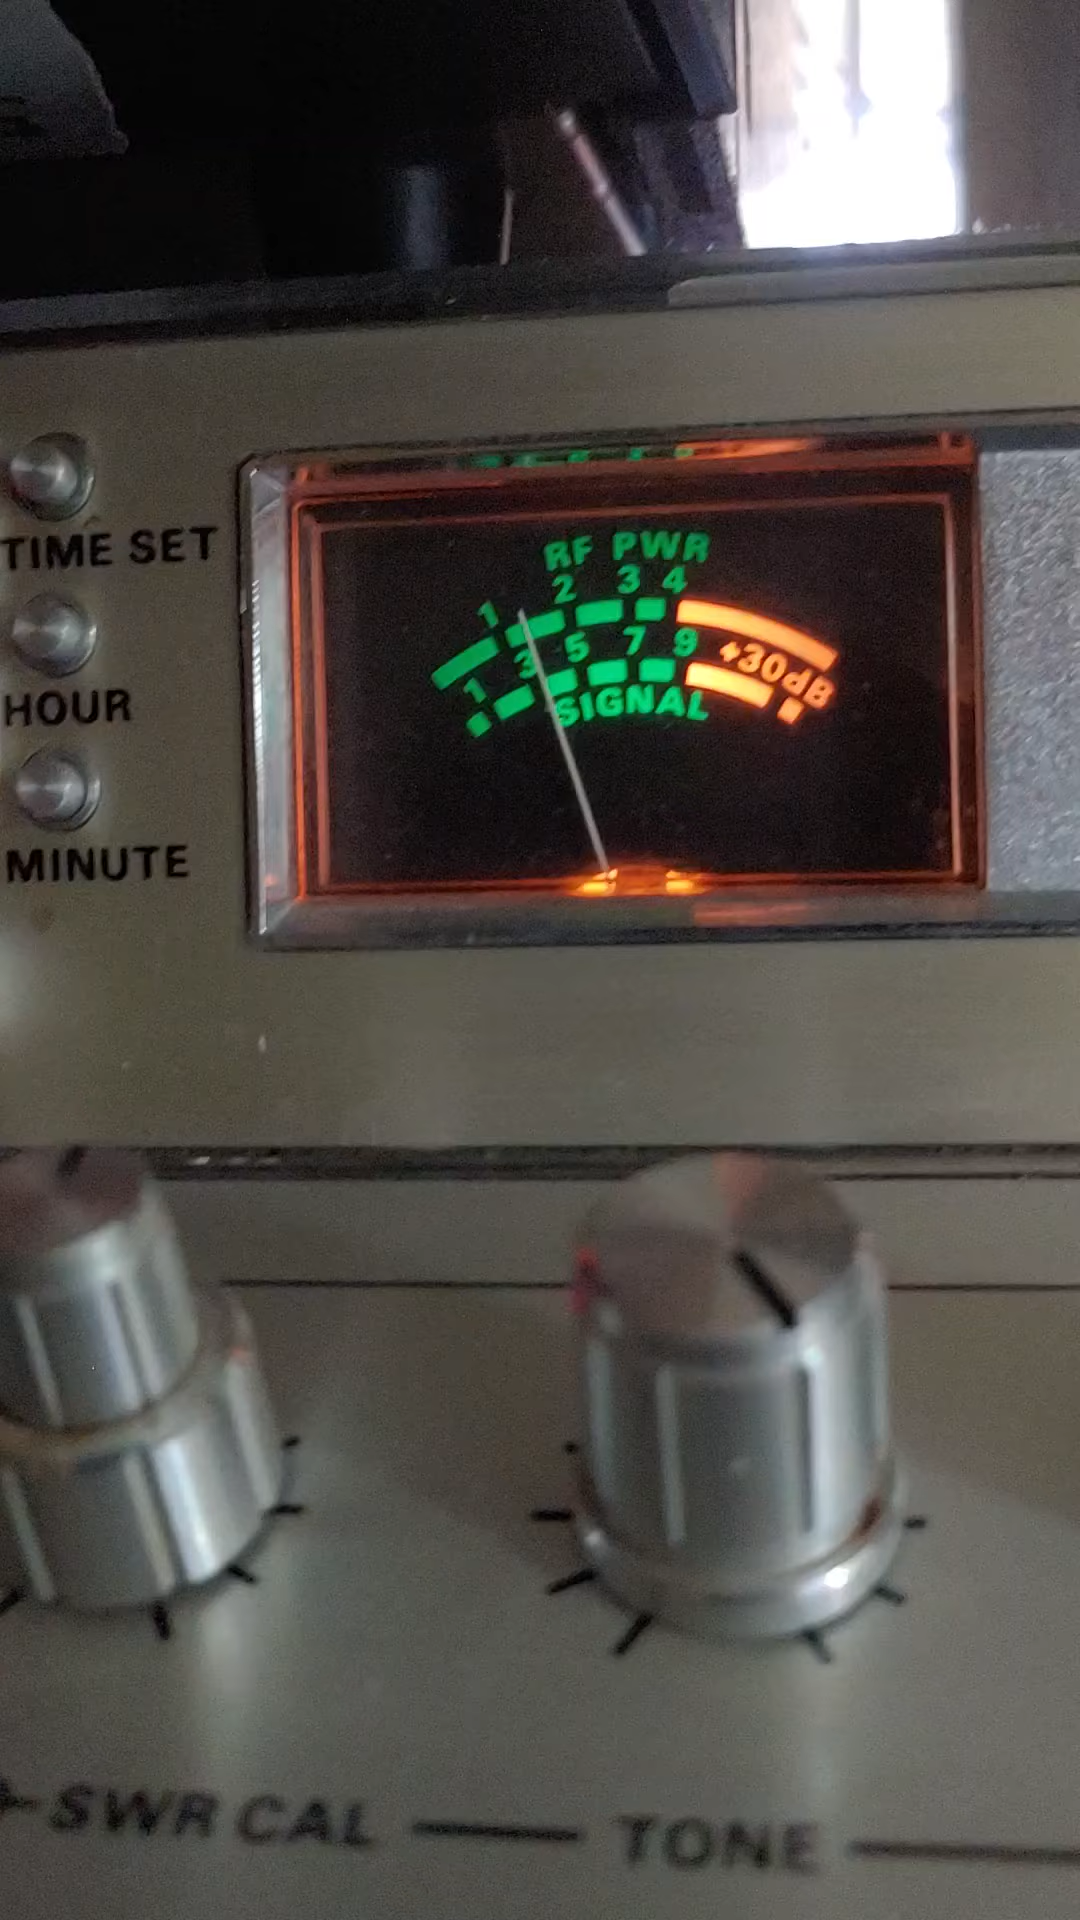 TIME SET
HOUR
MINUTE
RF PWR
1 2 3 4
1 3 5 7 9 +30dB
SIGNAL
SWR CAL
TONE